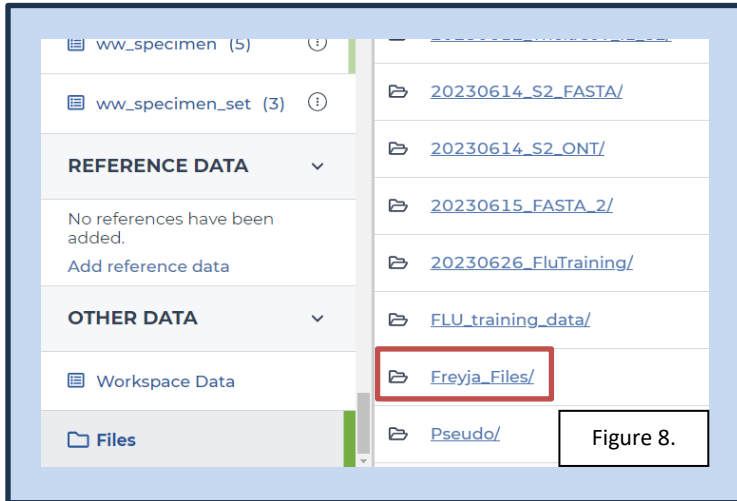 ww_specimen (5)
ww_specimen_set (3)
REFERENCE DATA
No references have been
added.
Add reference data
OTHER DATA
Workspace Data
Files
20230614_S2_FASTA/
20230614_S2_ONT/
20230615_FASTA_2/
20230626_FluTraining/
FLU_training_data/
Freyja_Files/
Pseudo/
Figure 8.